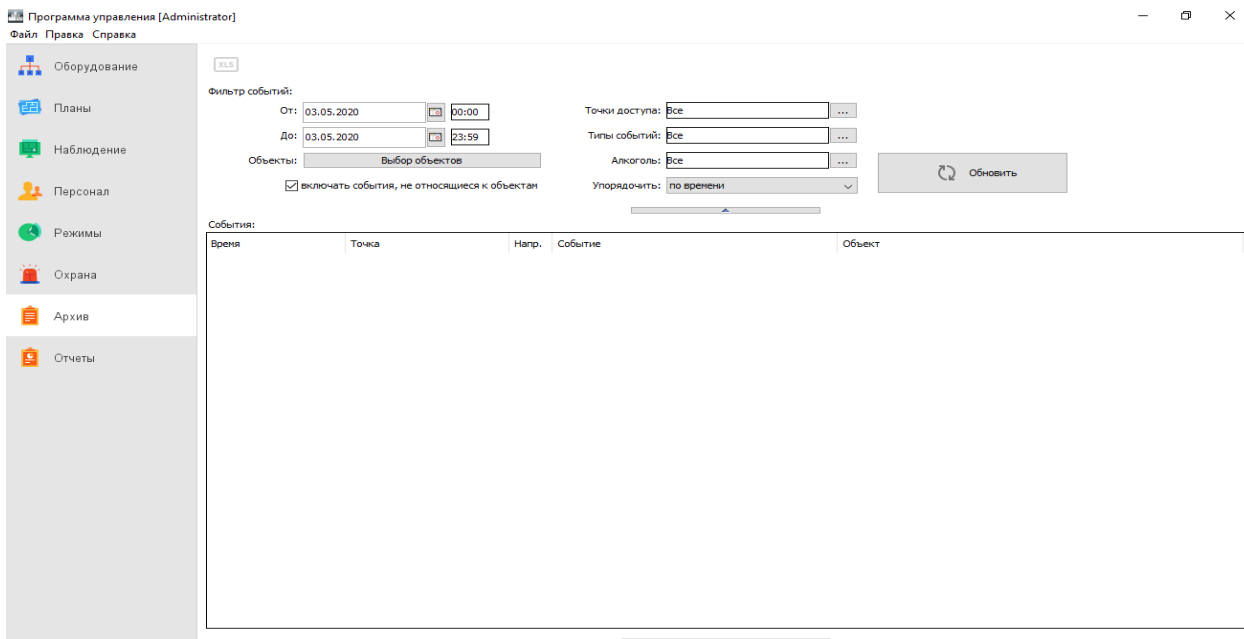 Программа управления [Administrator]
Файл Правка Справка
Оборудование
Планы
Наблюдение
Персонал
Режимы
Охрана
Архив
Отчеты
XLS
Фильтр событий:
От: 03.05.2020 00:00
До: 03.05.2020 23:59
Объекты: Выбор объектов
включать события, не относящиеся к объектам
Точки доступа: Все ...
Типы событий: Все ...
Алкоголь: Все ...
Упорядочить: по времени
Обновить
События:
Время Точка Напр. Событие Объект